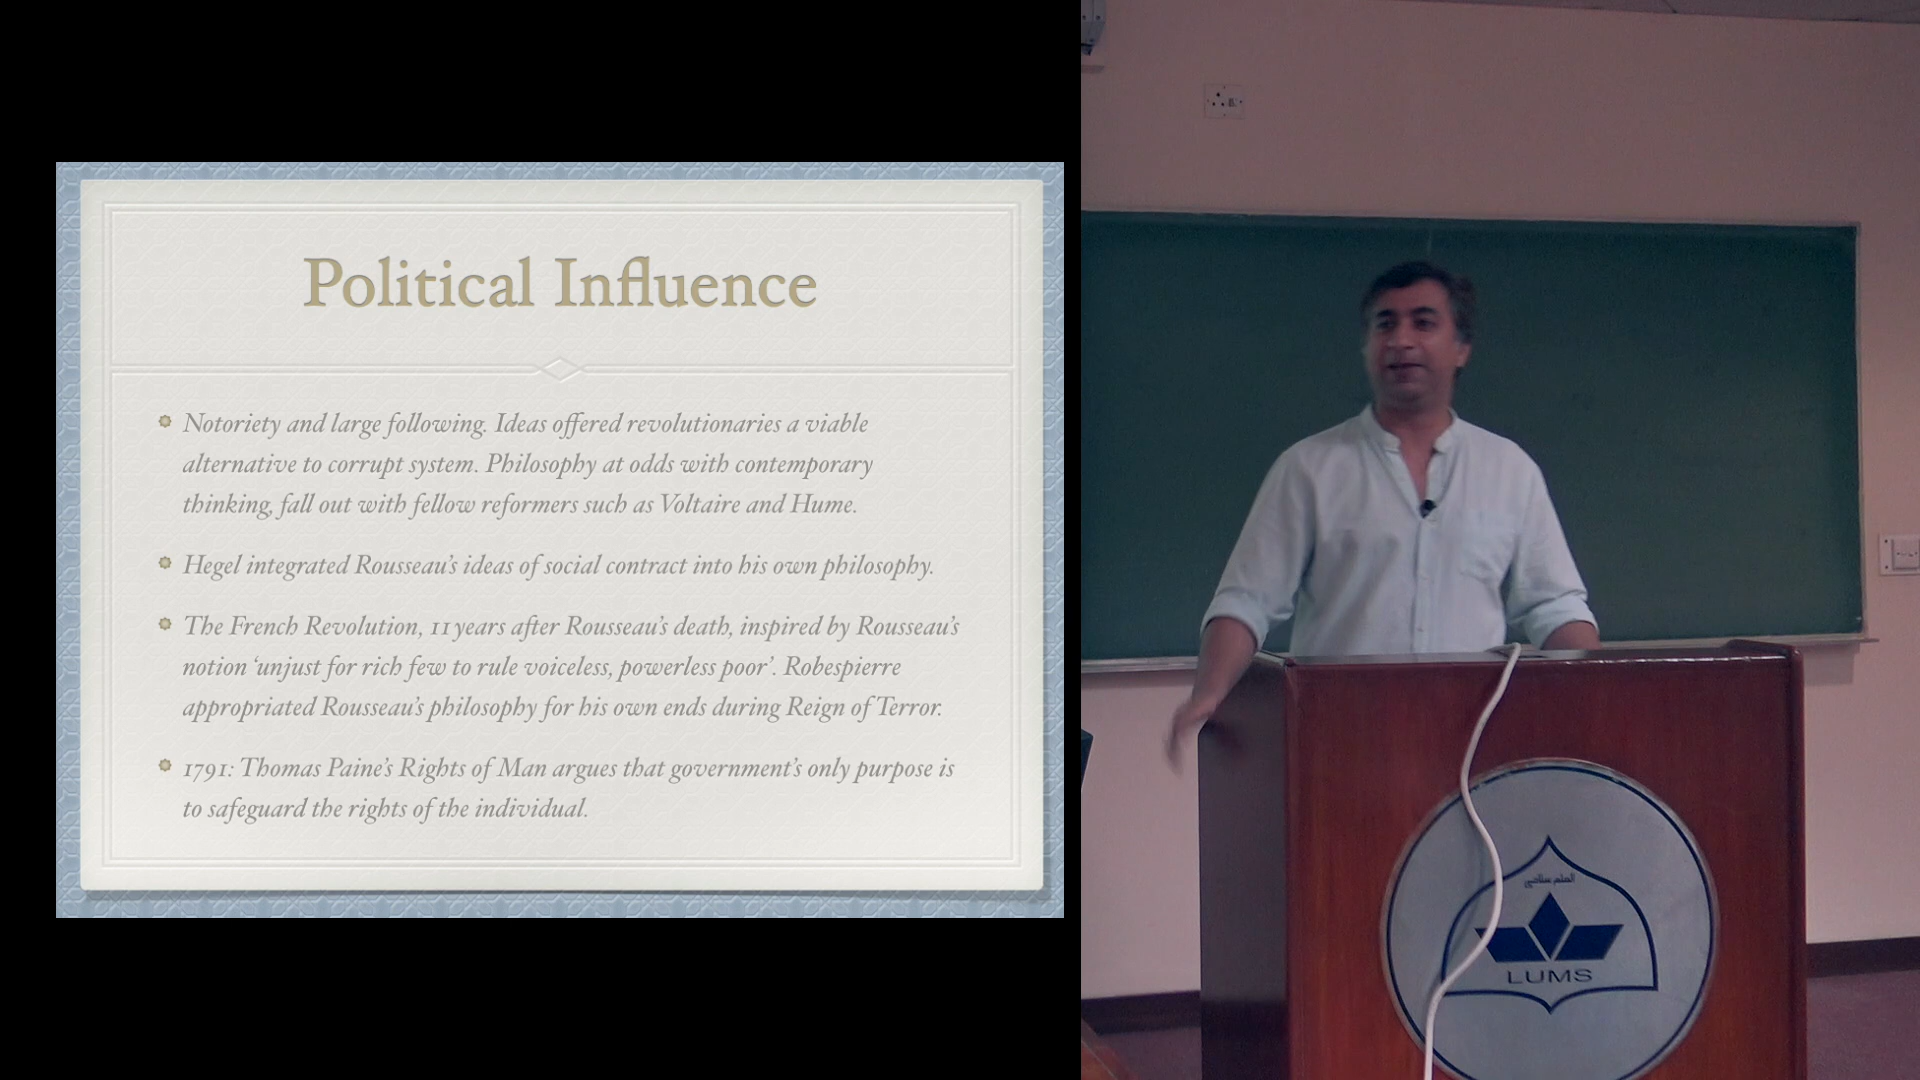 Political Influence
Notoriety and large following. Ideas offered revolutionaries a viable
alternative to corrupt system. Philosophy at odds with contemporary
thinking, fall out with fellow reformers such as Voltaire and Hume.
Hegel integrated Rousseau's ideas of social contract into his own philosophy.
The French Revolution, 11 years after Rousseau's death, inspired by Rousseau's
notion ‘unjust for rich few to rule voiceless, powerless poor’. Robespierre
appropriated Rousseau's philosophy for his own ends during Reign of Terror.
1791: Thomas Paine's Rights of Man argues that government's only purpose is
to safeguard the rights of the individual.
LUMS